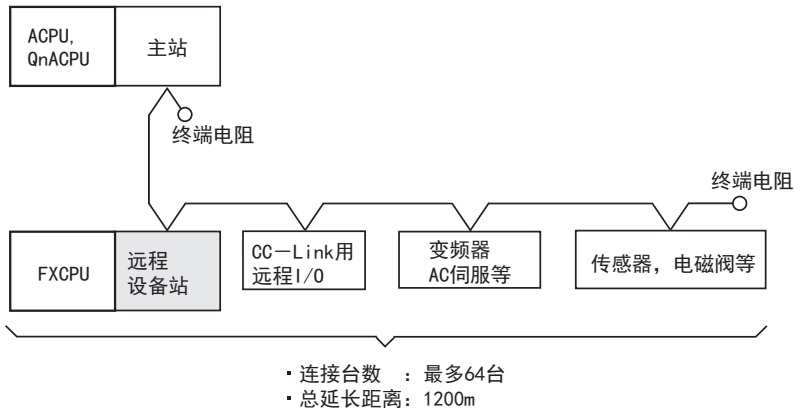 ACPU,
QnACPU
主站
终端电阻
终端电阻
FXCPU
远程
设备站
CC－Link用
远程I/O
变频器
AC伺服等
传感器，电磁阀等
▪连接台数 ：最多64台
▪总延长距离：1200m